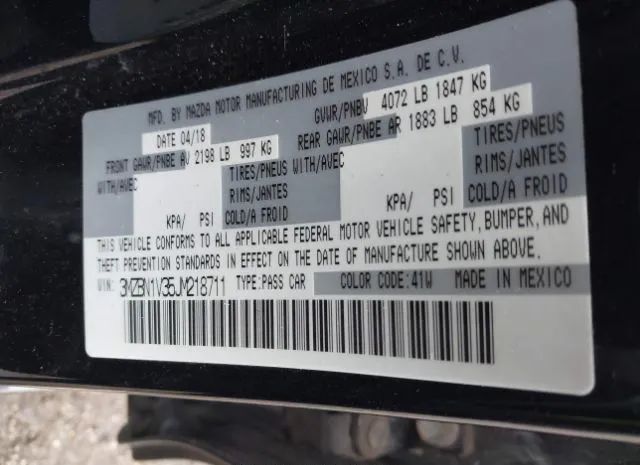 MFD. BY MAZDA MOTOR MANUFACTURING DE MEXICO S.A. DE C.V.
DATE 04/18 GVWR/PNBV 4072 LB 1847 KG
FRONT GAWR/PNBE AV 2198 LB 997 KG REAR GAWR/PNBE AR 1883 LB 854 KG
WITH/AVEC TIRES/PNEUS WITH/AVEC TIRES/PNEUS
RIMS/JANTES RIMS/JANTES
KPA/ PSI COLD/A FROID KPA/ PSI COLD/A FROID
THIS VEHICLE CONFORMS TO ALL APPLICABLE FEDERAL MOTOR VEHICLE SAFETY, BUMPER, AND
THEFT PREVENTION STANDARDS IN EFFECT ON THE DATE OF MANUFACTURE SHOWN ABOVE.
VIN: 3MZBN1V35JM218711 TYPE:PASS CAR COLOR CODE:41W MADE IN MEXICO